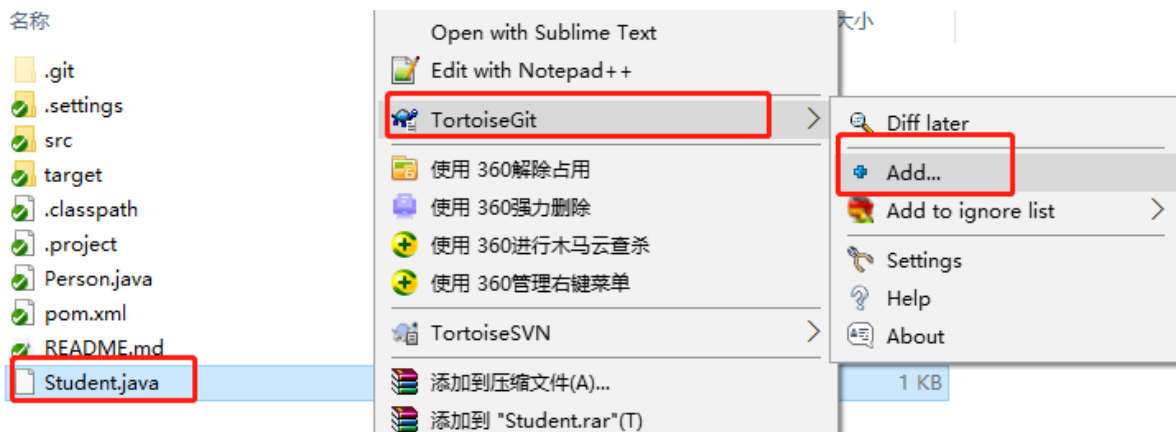 名称
大小
.git
.settings
src
target
.classpath
.project
Person.java
pom.xml
README.md
Student.java
1 KB
Open with Sublime Text
Edit with Notepad++
TortoiseGit
使用 360解除占用
使用 360强力删除
使用 360进行木马云查杀
使用 360管理右键菜单
TortoiseSVN
添加到压缩文件(A)...
添加到 "Student.rar"(T)
Diff later
Add...
Add to ignore list
Settings
Help
About